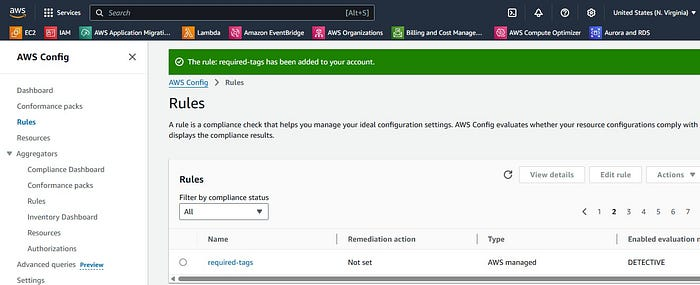 aws
Services
Search
[Alt+S]
United States (N. Virginia)
EC2
IAM
AWS Application Migrati...
Lambda
Amazon EventBridge
AWS Organizations
Billing and Cost Manage...
AWS Compute Optimizer
Aurora and RDS
AWS Config
Dashboard
Conformance packs
Rules
Resources
Aggregators
Compliance Dashboard
Conformance packs
Rules
Inventory Dashboard
Resources
Authorizations
Advanced queries Preview
Settings
The rule: required-tags has been added to your account.
AWS Config > Rules
Rules
A rule is a compliance check that helps you manage your ideal configuration settings. AWS Config evaluates whether your resource configurations comply with
displays the compliance results.
Rules
View details
Edit rule
Actions
Filter by compliance status
All
1 2 3 4 5 6 7
Name Remediation action Type Enabled evaluation
required-tags Not set AWS managed DETECTIVE